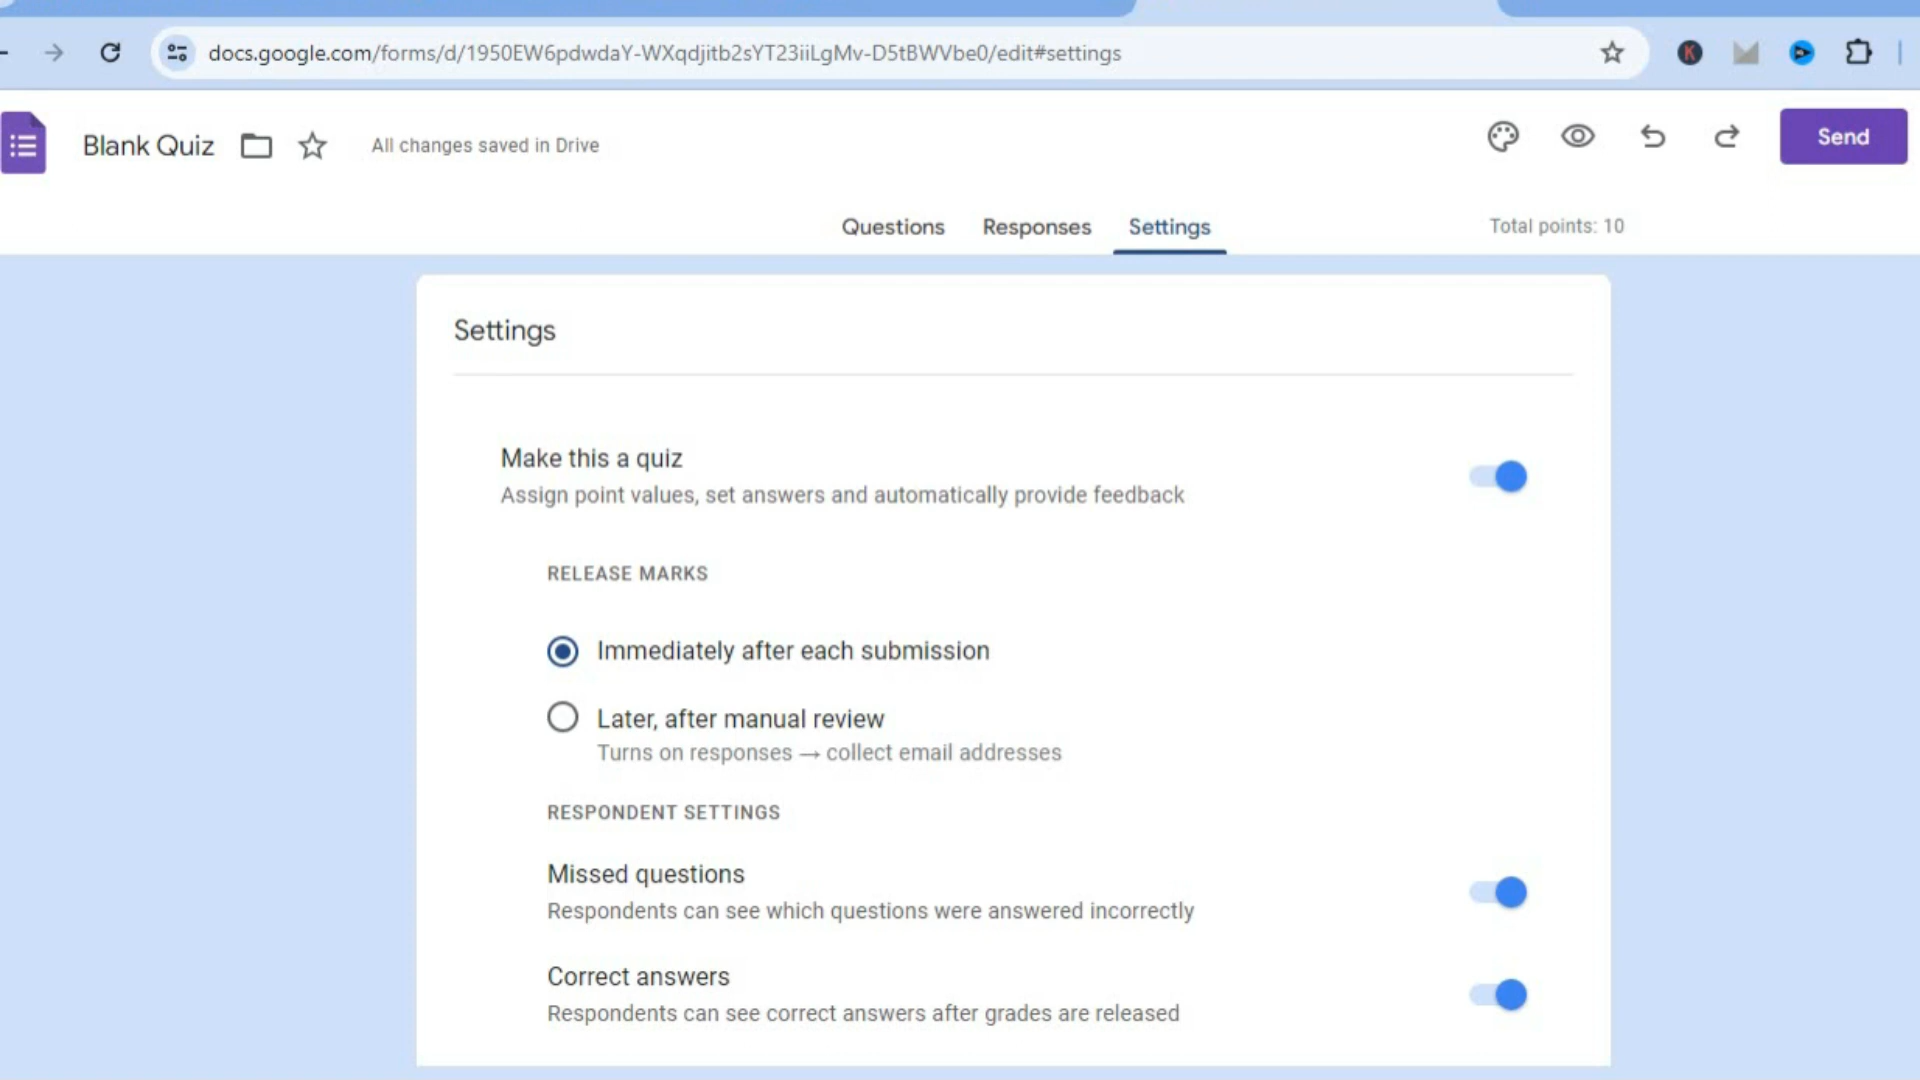 docs.google.com/forms/d/1950EW6pdwdaY-WXqdjitb2sYT23iiLgMv-D5tBWVbe0/edit#settings
K
Blank Quiz
All changes saved in Drive
Send
Questions
Responses
Settings
Total points: 10
Settings
Make this a quiz
Assign point values, set answers and automatically provide feedback
RELEASE MARKS
Immediately after each submission
Later, after manual review
Turns on responses → collect email addresses
RESPONDENT SETTINGS
Missed questions
Respondents can see which questions were answered incorrectly
Correct answers
Respondents can see correct answers after grades are released